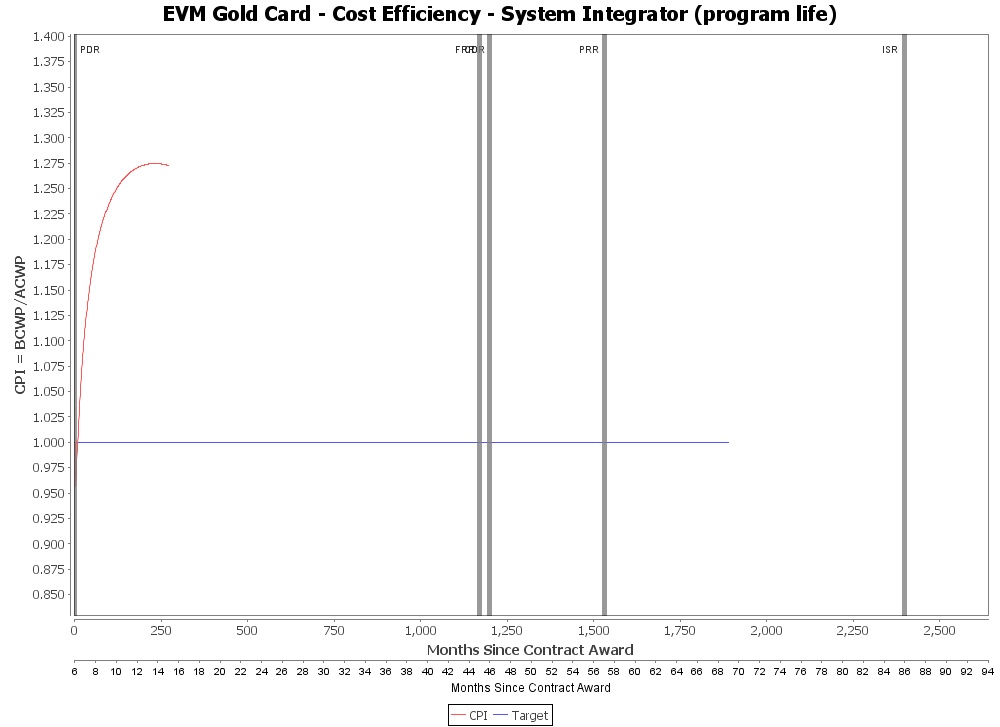 EVM Gold Card - Cost Efficiency - System Integrator (program life)
PDR PRR ISR
1.400
1.375
1.350
1.325
1.300
1.275
1.250
1.225
1.200
1.175
1.150
1.125
1.100
1.075
1.050
1.025
1.000
0.975
0.950
0.925
0.900
0.875
0.850
CPI = BCWP/ACWP
0 250 500 750 1,000 1,250 1,500 1,750 2,000 2,250 2,500
Months Since Contract Award
6 8 10 12 14 16 18 20 22 24 26 28 30 32 34 36 38 40 42 44 46 48 50 52 54 56 58 60 62 64 66 68 70 72 74 76 78 80 82 84 86 88 90 92 94
Months Since Contract Award
CPI Target